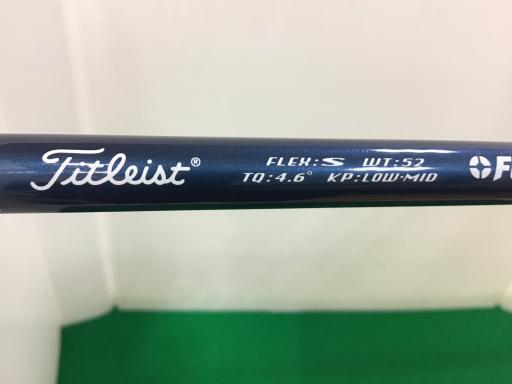 Titleist®
FLEX:S WT:52
TQ:4.6° KP:LOW-MID